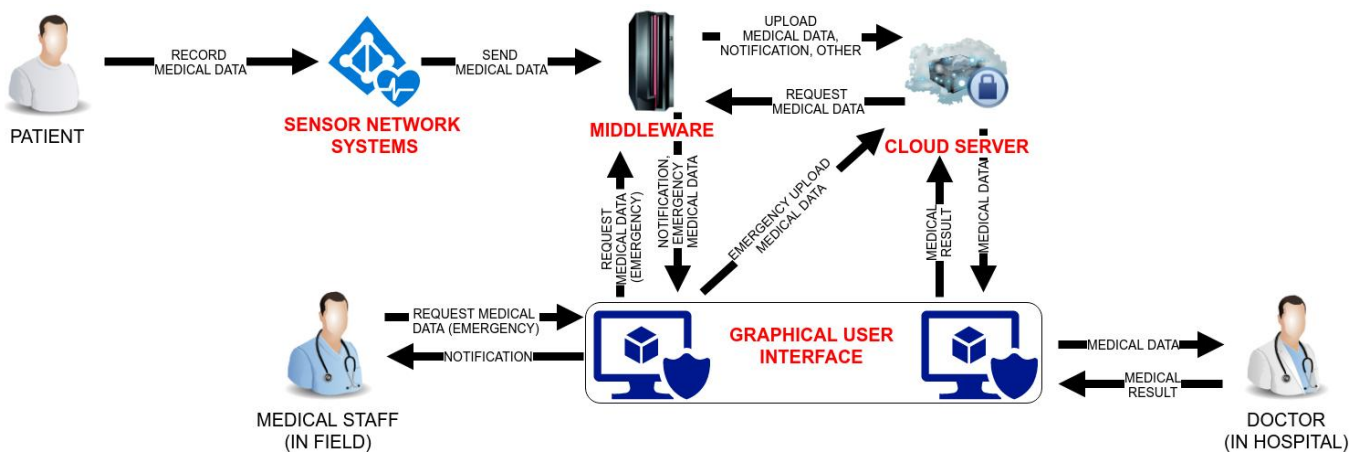 RECORD
MEDICAL DATA
SEND
MEDICAL DATA
UPLOAD
MEDICAL DATA,
NOTIFICATION, OTHER
REQUEST
MEDICAL DATA
PATIENT
SENSOR NETWORK
SYSTEMS
MIDDLEWARE
CLOUD SERVER
REQUEST
MEDICAL DATA
(EMERGENCY)
NOTIFICATION,
EMERGENCY
MEDICAL DATA
EMERGENCY UPLOAD
MEDICAL DATA
MEDICAL
RESULT
MEDICAL DATA
REQUEST MEDICAL
DATA (EMERGENCY)
NOTIFICATION
GRAPHICAL USER
INTERFACE
MEDICAL DATA
MEDICAL
RESULT
MEDICAL STAFF
(IN FIELD)
DOCTOR
(IN HOSPITAL)